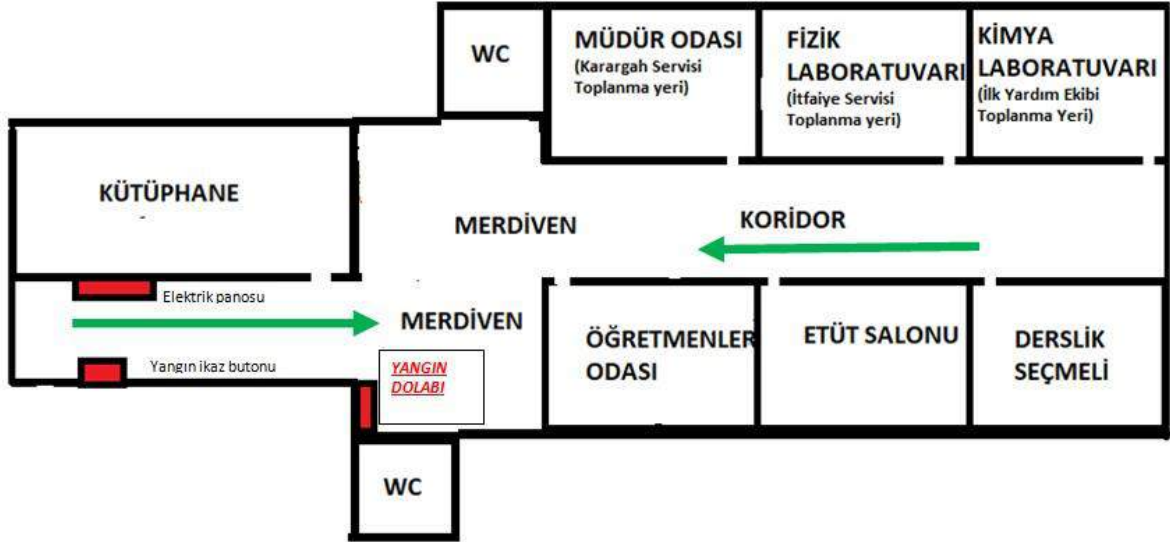 WC
MÜDÜR ODASI
(Karargah Servisi
Toplanma yeri)
FİZİK
LABORATUVARI
(İtfaiye Servisi
Toplanma yeri)
KİMYA
LABORATUVARI
(İlk Yardım Ekibi
Toplanma Yeri)
KÜTÜPHANE
MERDİVEN
KORİDOR
Elektrik panosu
MERDİVEN
Yangın ikaz butonu
YANGIN
DOLABI
ÖĞRETMENLER
ODASI
ETÜT SALONU
DERSLİK
SEÇMELİ
WC